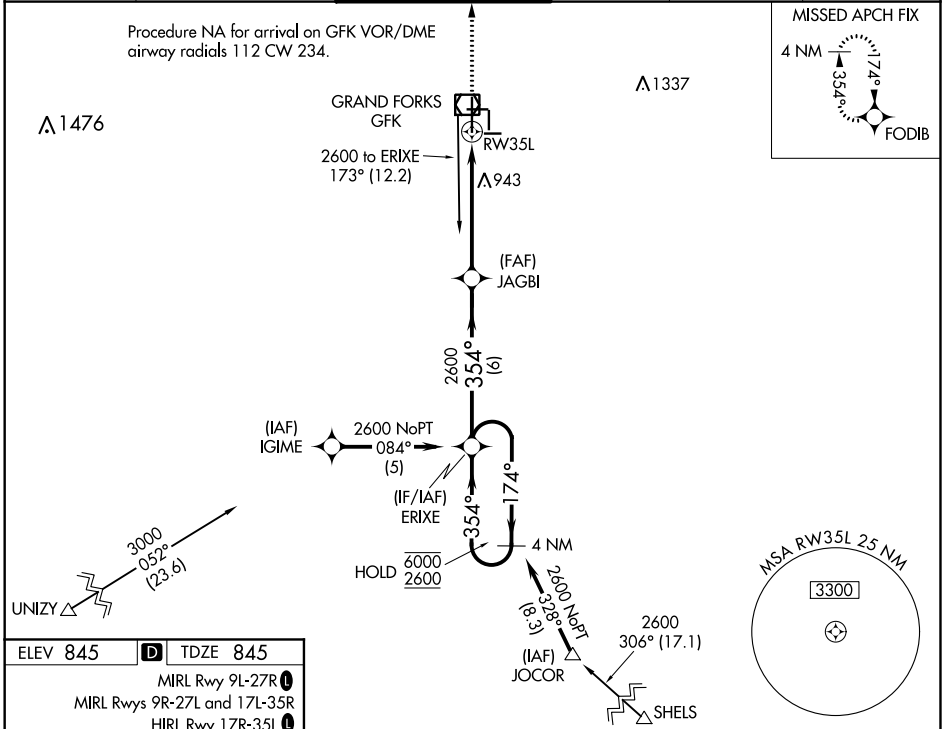 Procedure NA for arrival on GFK VOR/DME
airway radials 112 CW 234.
MISSED APCH FIX
4 NM
354°
174°
FODIB
1476
1337
GRAND FORKS
GFK
RW35L
2600 to ERIXE
173° (12.2)
943
(FAF)
JAGBI
2600
354°
(6)
(IAF)
IGIME
2600 NoPT
084°
(5)
(IF/IAF)
ERIXE
354°
174°
4 NM
HOLD
6000
2600
3000
052°
(23.6)
UNIZY
2600 NoPT
328°
(8.3)
(IAF)
JOCOR
2600
306° (17.1)
SHELS
MSA RW35L 25 NM
3300
ELEV 845
D
TDZE 845
MIRL Rwy 9L-27R L
MIRL Rwys 9R-27L and 17L-35R
HIRL Rwy 17R-35L L